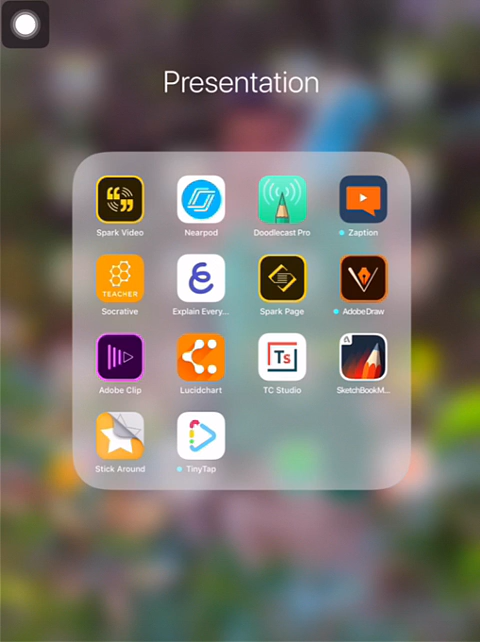 Presentation
Spark Video
Nearpod
Doodlecast Pro
Zaption
TEACHER
Socrative
Explain Every...
Spark Page
AdobeDraw
Adobe Clip
Lucidchart
Ts
TC Studio
SketchBookM...
Stick Around
TinyTap